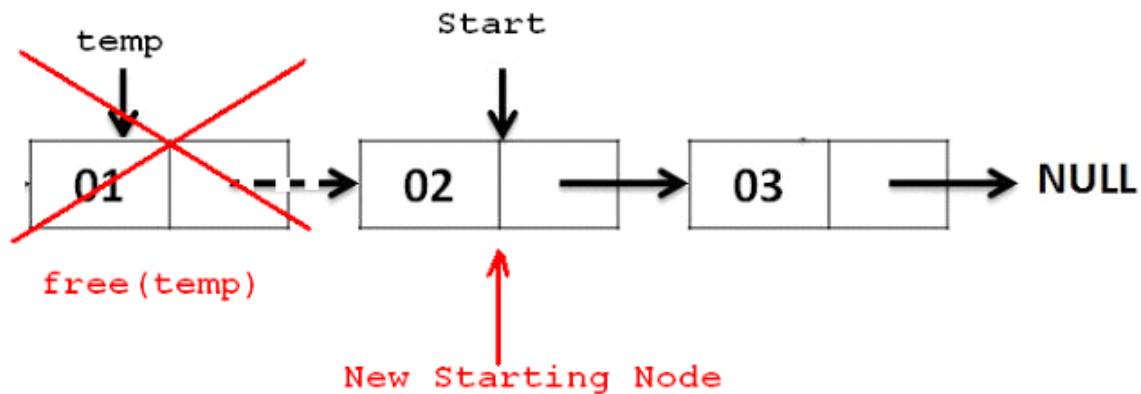 temp
Start
01
02
03
NULL
free(temp)
New Starting Node